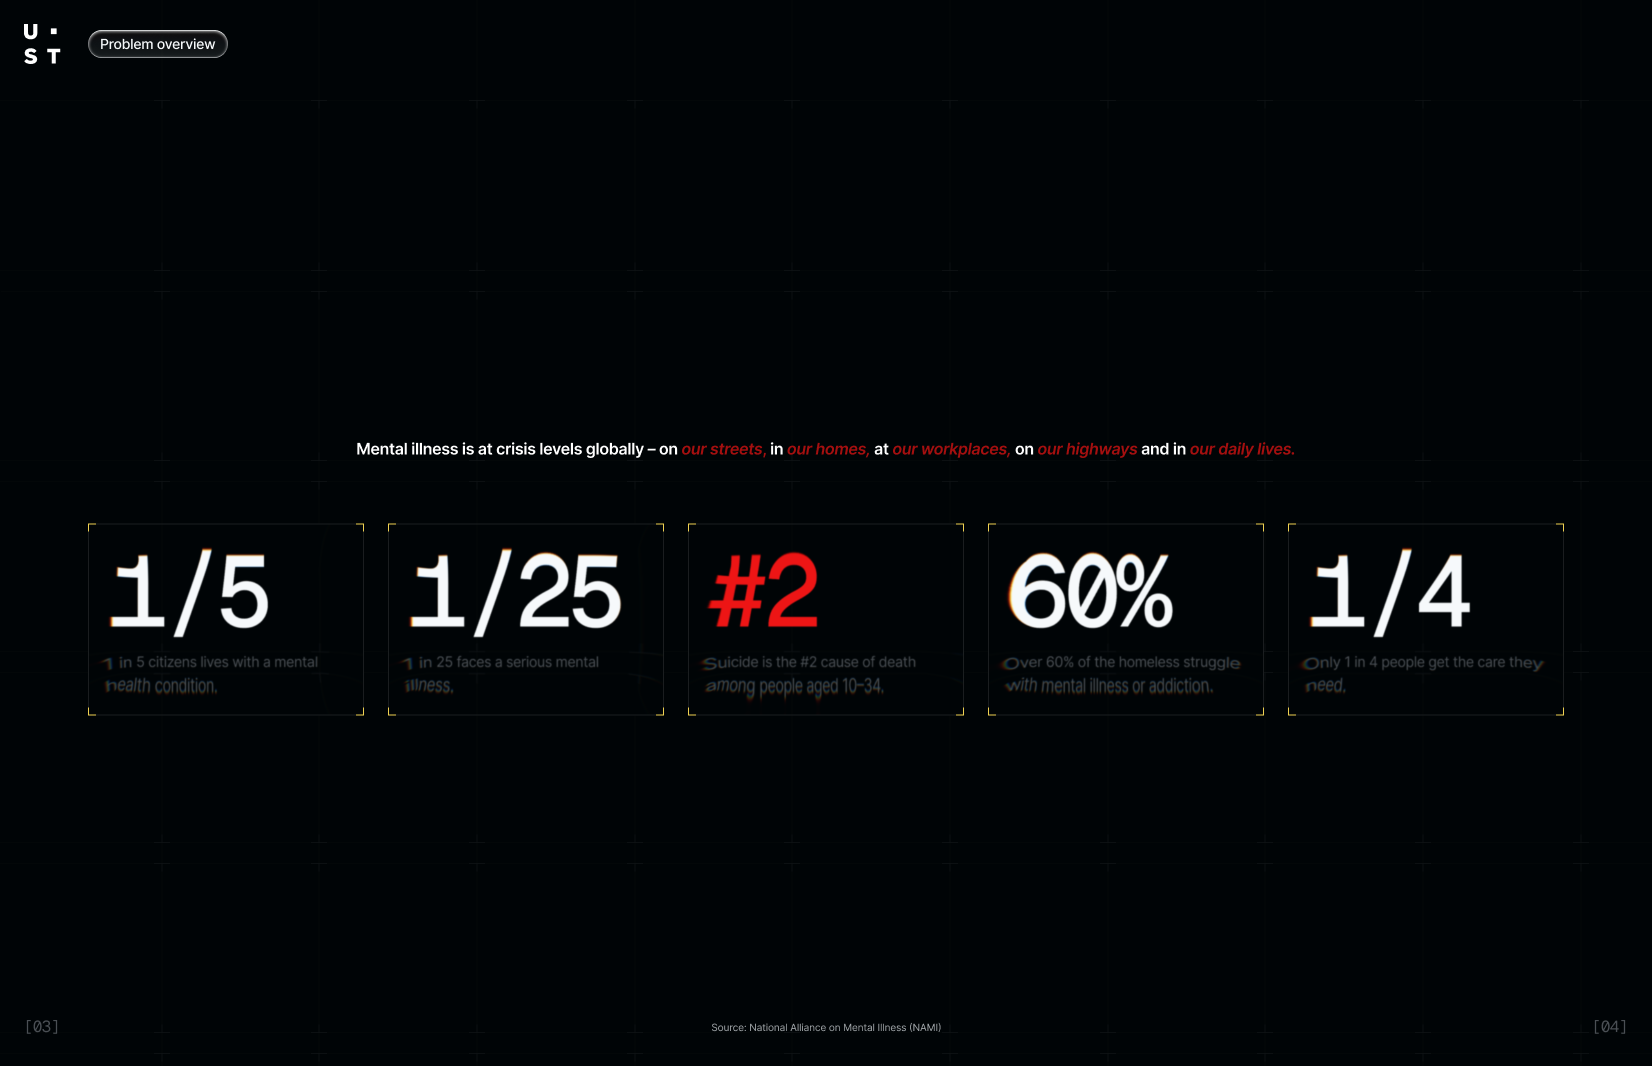 U ·
S T
Problem overview
Mental illness is at crisis levels globally – on our streets, in our homes, at our workplaces, on our highways and in our daily lives.
1/5
1 in 5 citizens lives with a mental
health condition.
1/25
1 in 25 faces a serious mental
illness.
#2
Suicide is the #2 cause of death
among people aged 10–34.
60%
Over 60% of the homeless struggle
with mental illness or addiction.
1/4
Only 1 in 4 people get the care they
need.
[03]
Source: National Alliance on Mental Illness (NAMI)
[04]